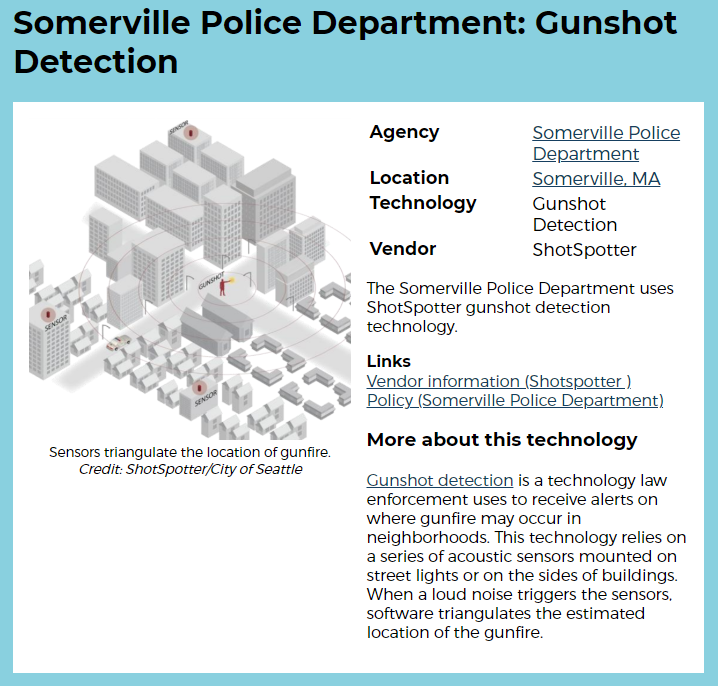 Somerville Police Department: Gunshot
Detection
SENSOR
GUNSHOT
SENSOR
SENSOR
Sensors triangulate the location of gunfire.
Credit: ShotSpotter/City of Seattle
Agency Somerville Police
Department
Location Somerville, MA
Technology Gunshot
Detection
Vendor ShotSpotter
The Somerville Police Department uses
ShotSpotter gunshot detection
technology.
Links
Vendor information (Shotspotter )
Policy (Somerville Police Department)
More about this technology
Gunshot detection is a technology law
enforcement uses to receive alerts on
where gunfire may occur in
neighborhoods. This technology relies on
a series of acoustic sensors mounted on
street lights or on the sides of buildings.
When a loud noise triggers the sensors,
software triangulates the estimated
location of the gunfire.